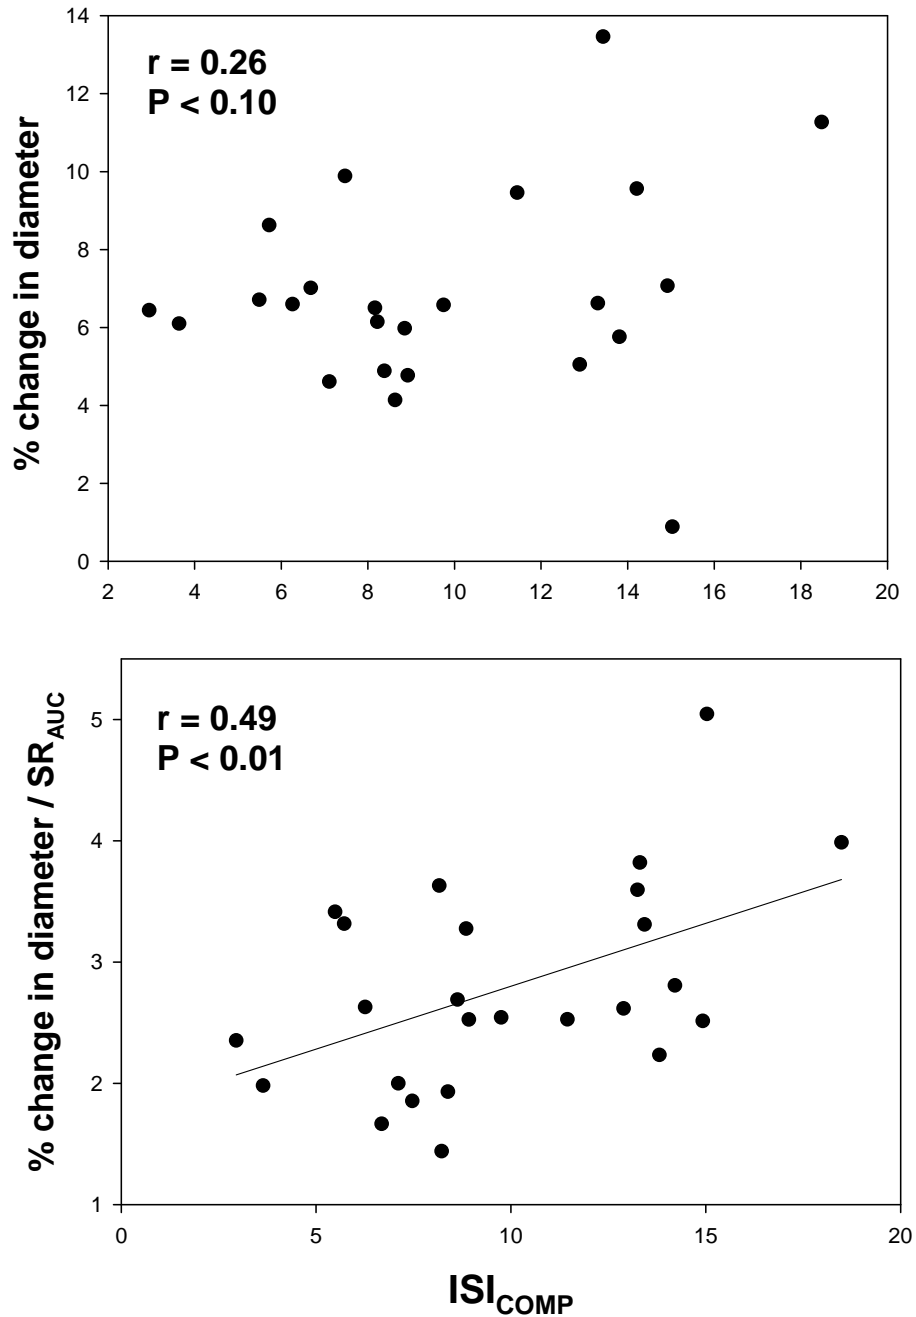 14
12
10
8
6
4
2
0
% change in diameter
r = 0.26
P < 0.10
2 4 6 8 10 12 14 16 18 20
5
4
3
2
1
% change in diameter / SR_AUC
r = 0.49
P < 0.01
0 5 10 15 20
ISI_COMP